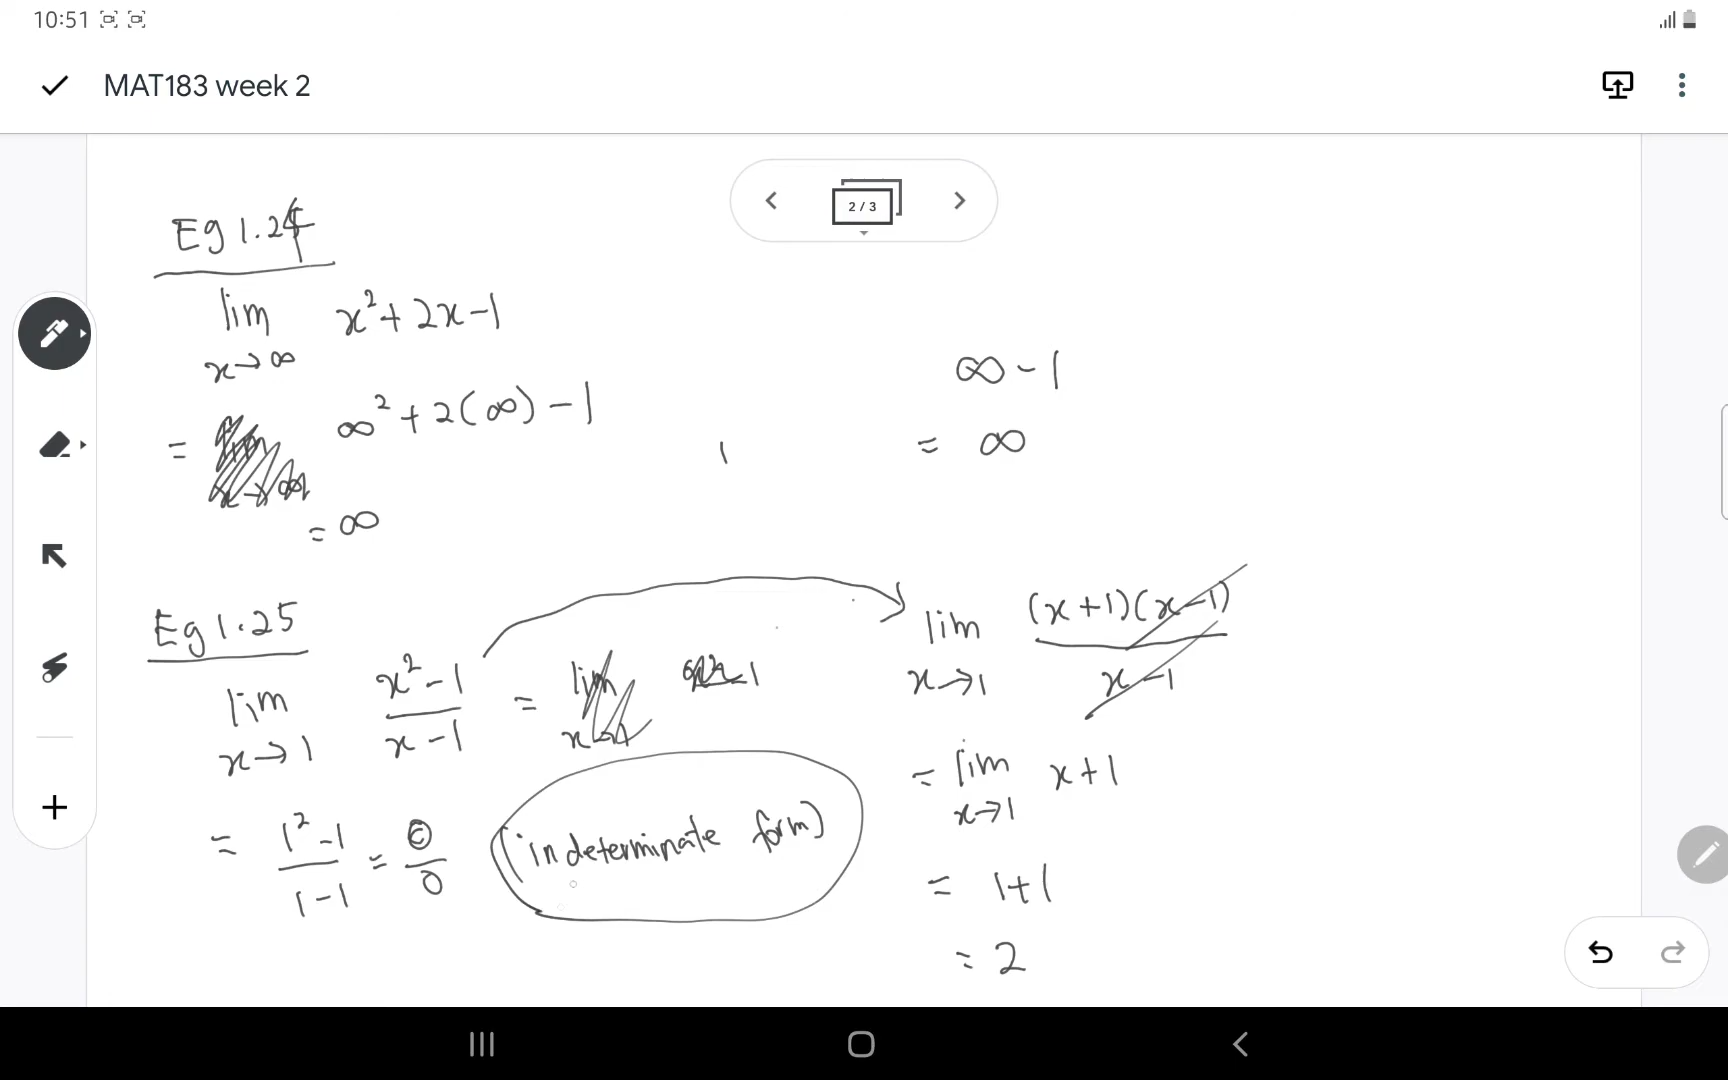 10:51
MAT183 week 2
2 / 3
Eg 1.24
lim x² + 2x - 1
x → ∞
= ∞² + 2(∞) - 1
= ∞
∞ - 1
= ∞
Eg 1.25
lim x² - 1 / x - 1 =
x → 1
= 1² - 1 / 1 - 1 = 0 / 0 (indeterminate form)
lim (x + 1)(x - 1) / x - 1
x → 1
= lim x + 1
x → 1
= 1 + 1
= 2